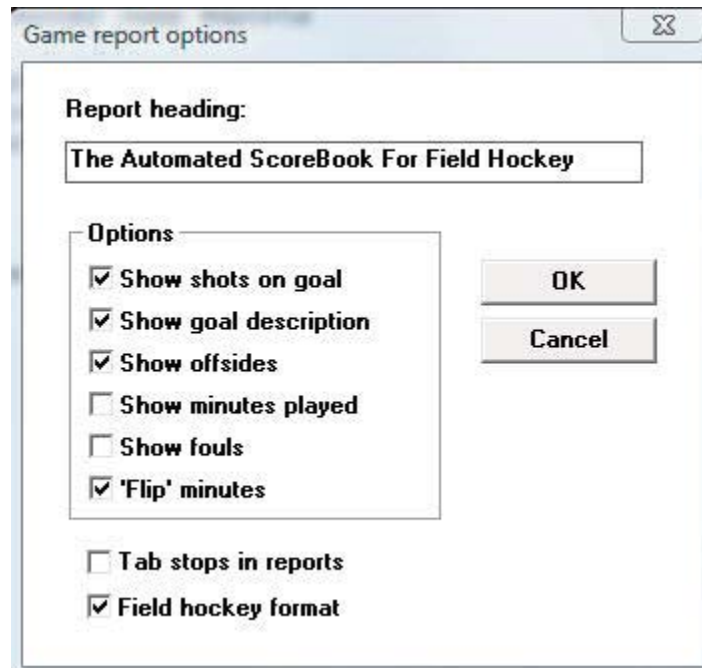 Game report options
Report heading:
The Automated ScoreBook For Field Hockey
Options
Show shots on goal
Show goal description
Show offsides
Show minutes played
Show fouls
'Flip' minutes
OK
Cancel
Tab stops in reports
Field hockey format